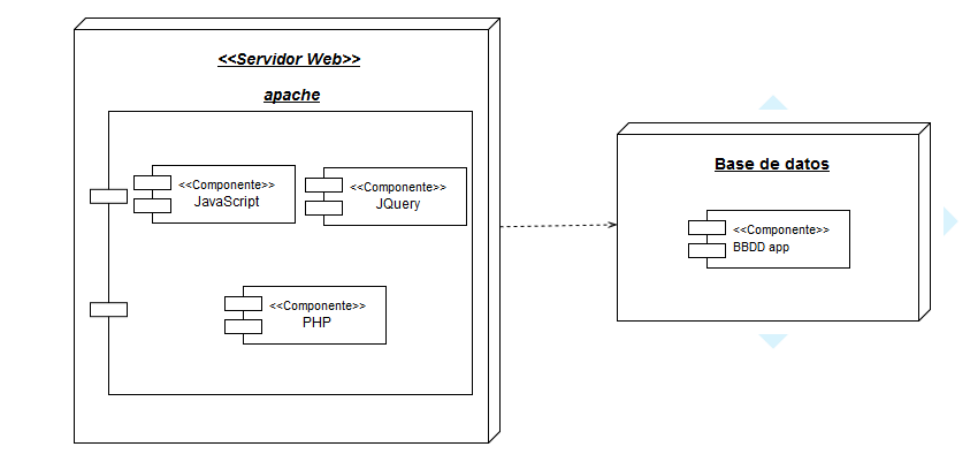 <<Servidor Web>>
apache
<<Componente>>
JavaScript
<<Componente>>
JQuery
<<Componente>>
PHP
Base de datos
<<Componente>>
BBDD app